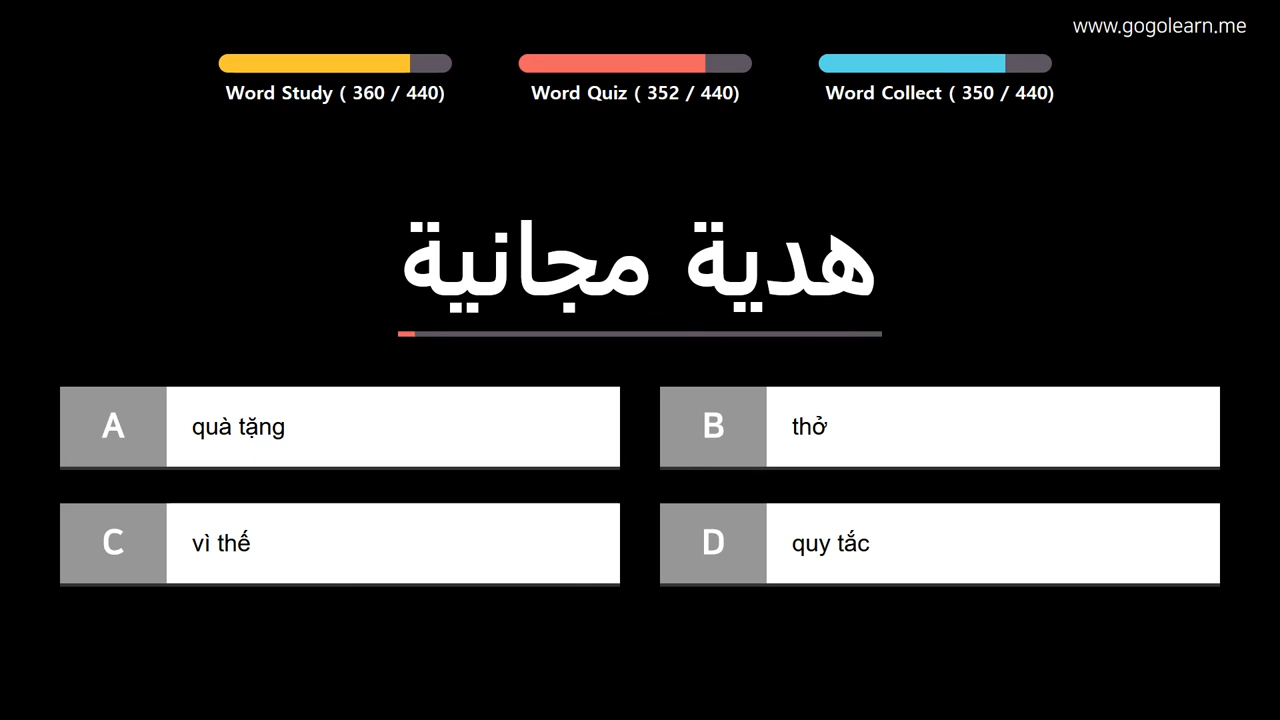 www.gogolearn.me
Word Study ( 360 / 440)
Word Quiz ( 352 / 440)
Word Collect ( 350 / 440)
هدية مجانية
A quà tặng
B thở
C vì thế
D quy tắc